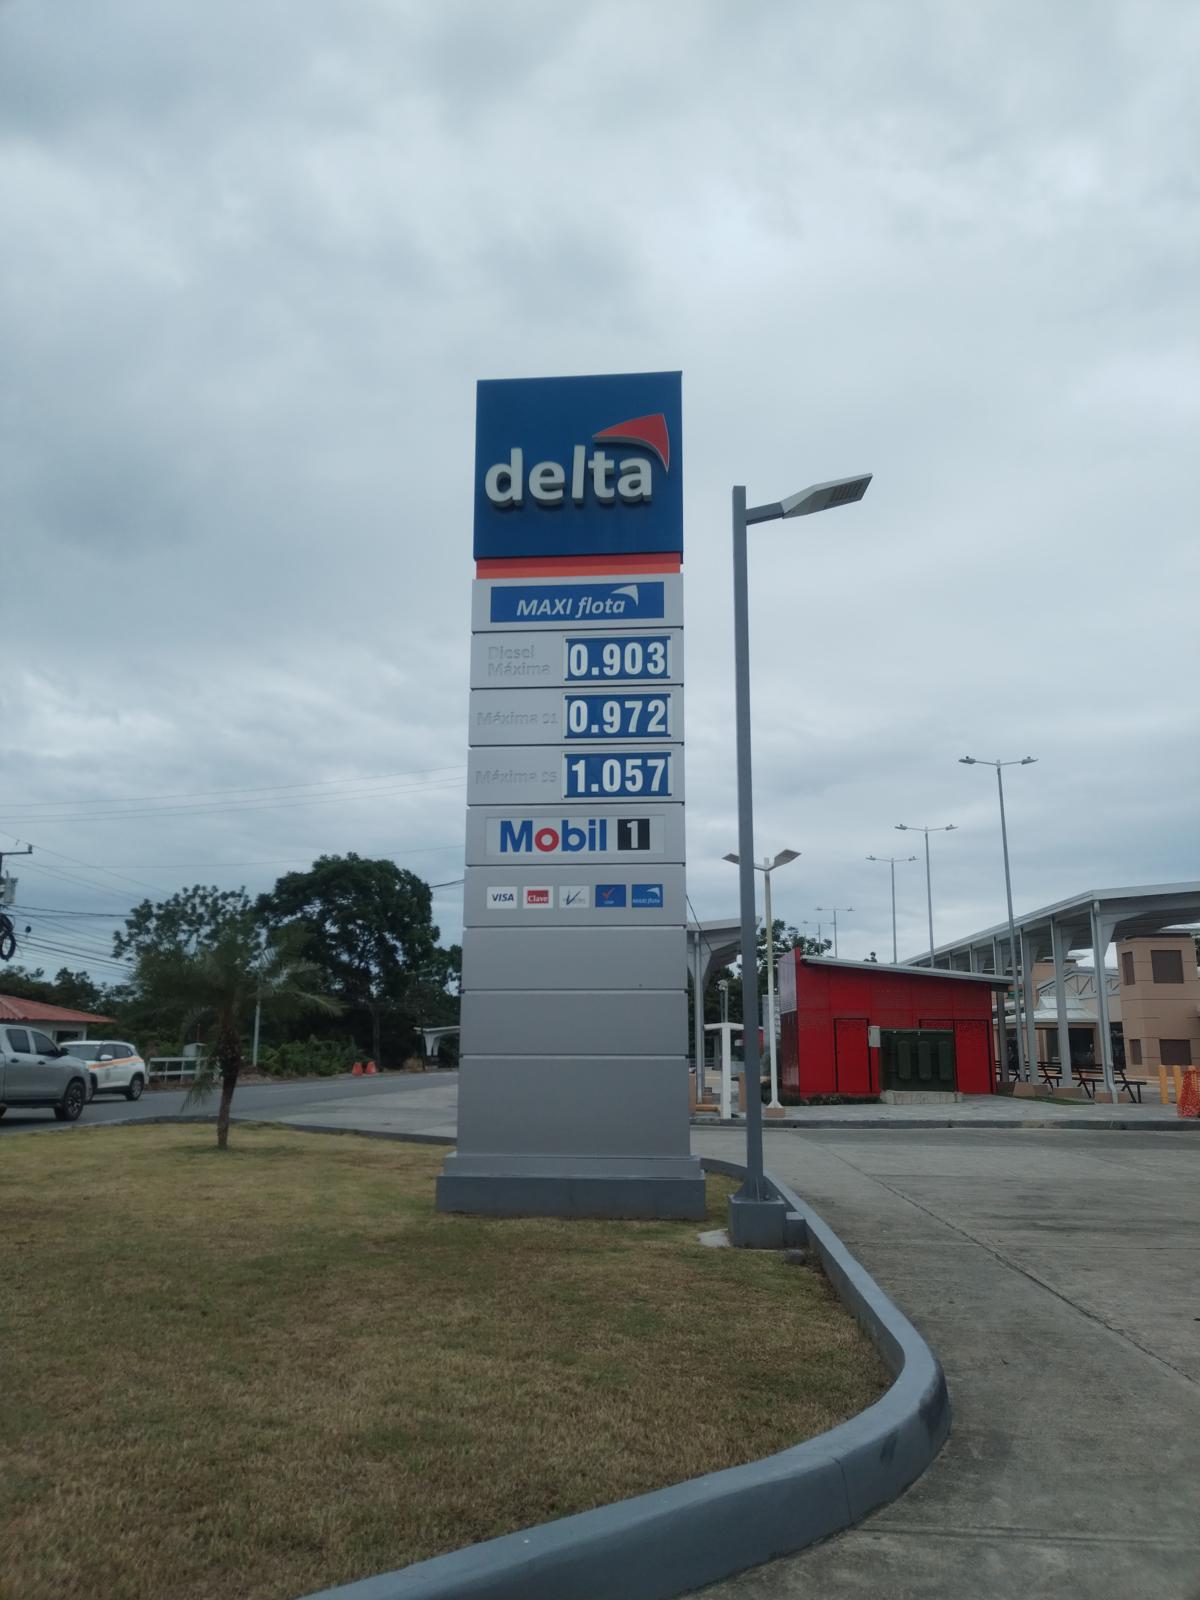 delta
MAXI flota
Diesel
Máxima
0.903
Máxima 91
0.972
Máxima 95
1.057
Mobil 1
VISA
Clave
MAXI flota